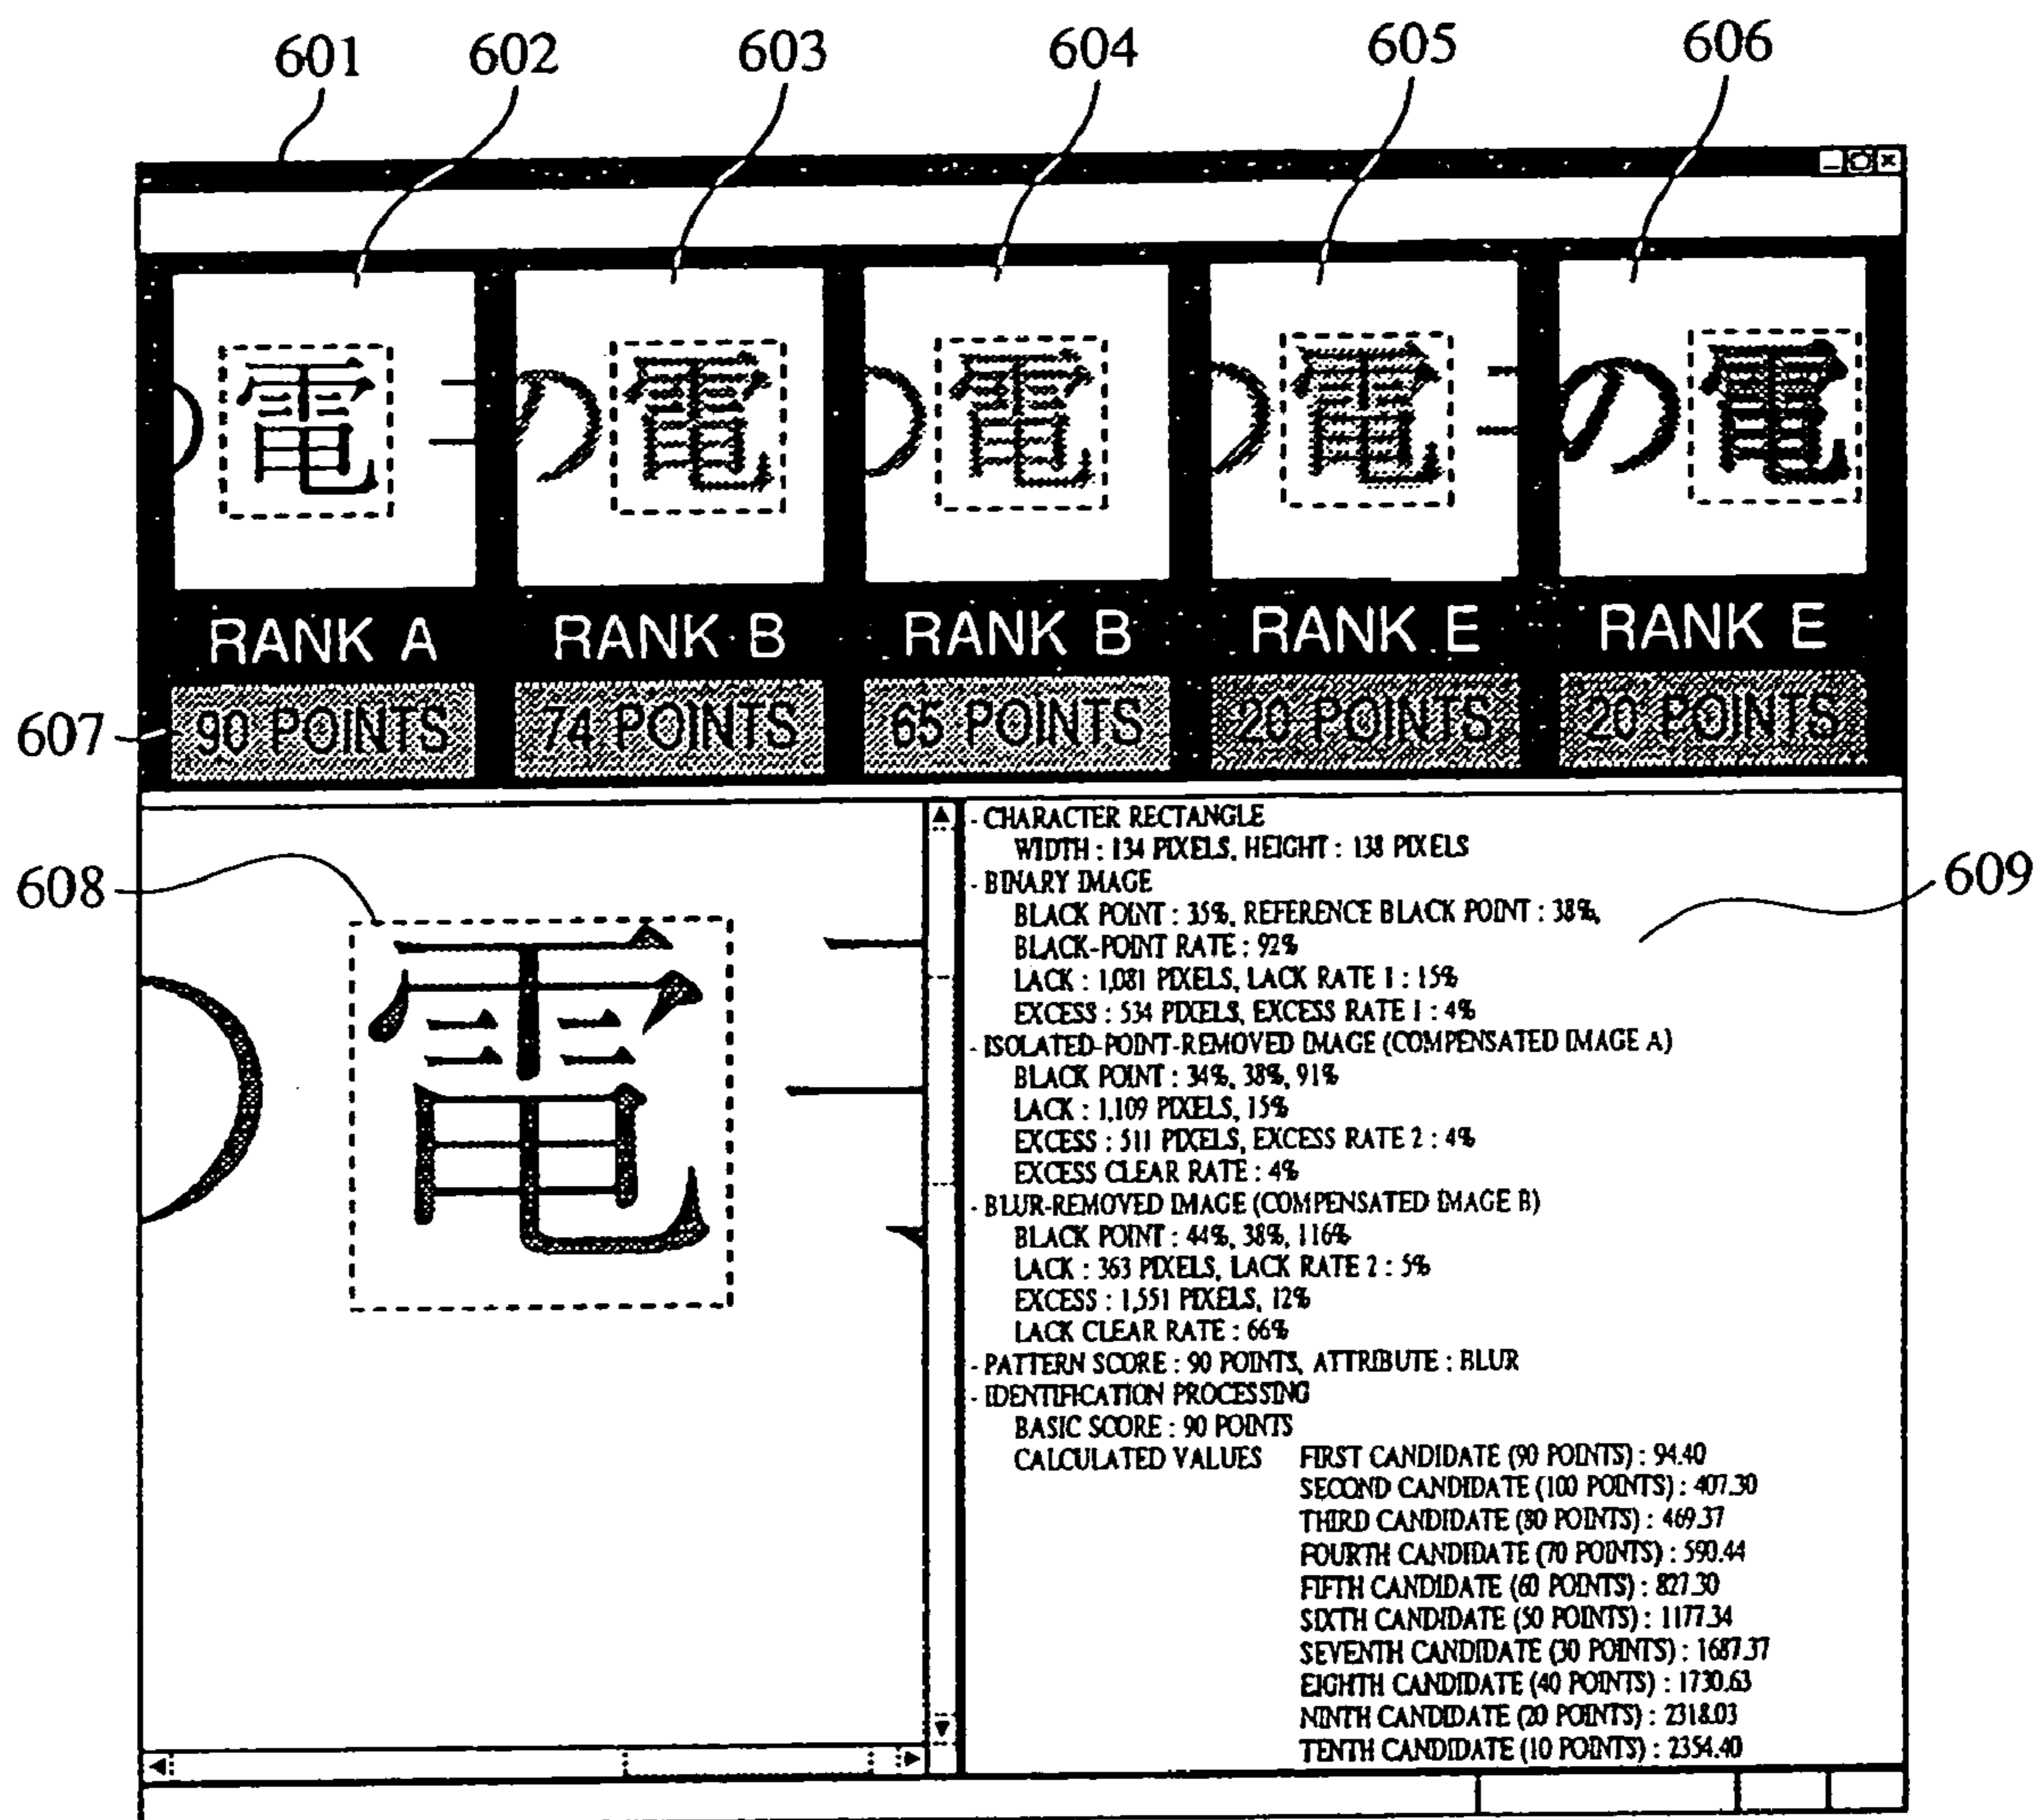 601 602 603 604 605 606
電 の電 電 電 の電
RANK A RANK B RANK B RANK E RANK E
607 90 POINTS 74 POINTS 65 POINTS 20 POINTS 20 POINTS
608
電
609
- CHARACTER RECTANGLE
WIDTH : 134 PIXELS, HEIGHT : 138 PIXELS
- BINARY IMAGE
BLACK POINT : 35%, REFERENCE BLACK POINT : 38%,
BLACK-POINT RATE : 92%
LACK : 1,081 PIXELS, LACK RATE 1 : 15%
EXCESS : 534 PIXELS, EXCESS RATE 1 : 4%
- ISOLATED-POINT-REMOVED IMAGE (COMPENSATED IMAGE A)
BLACK POINT : 34%, 38%, 91%
LACK : 1,109 PIXELS, 15%
EXCESS : 511 PIXELS, EXCESS RATE 2 : 4%
EXCESS CLEAR RATE : 4%
- BLUR-REMOVED IMAGE (COMPENSATED IMAGE B)
BLACK POINT : 44%, 38%, 116%
LACK : 363 PIXELS, LACK RATE 2 : 5%
EXCESS : 1,551 PIXELS, 12%
LACK CLEAR RATE : 66%
- PATTERN SCORE : 90 POINTS, ATTRIBUTE : BLUR
- IDENTIFICATION PROCESSING
BASIC SCORE : 90 POINTS
CALCULATED VALUES FIRST CANDIDATE (90 POINTS) : 94.40
SECOND CANDIDATE (100 POINTS) : 407.30
THIRD CANDIDATE (80 POINTS) : 469.37
FOURTH CANDIDATE (70 POINTS) : 590.44
FIFTH CANDIDATE (60 POINTS) : 827.30
SIXTH CANDIDATE (50 POINTS) : 1177.34
SEVENTH CANDIDATE (30 POINTS) : 1687.37
EIGHTH CANDIDATE (40 POINTS) : 1730.63
NINTH CANDIDATE (20 POINTS) : 2318.03
TENTH CANDIDATE (10 POINTS) : 2354.40